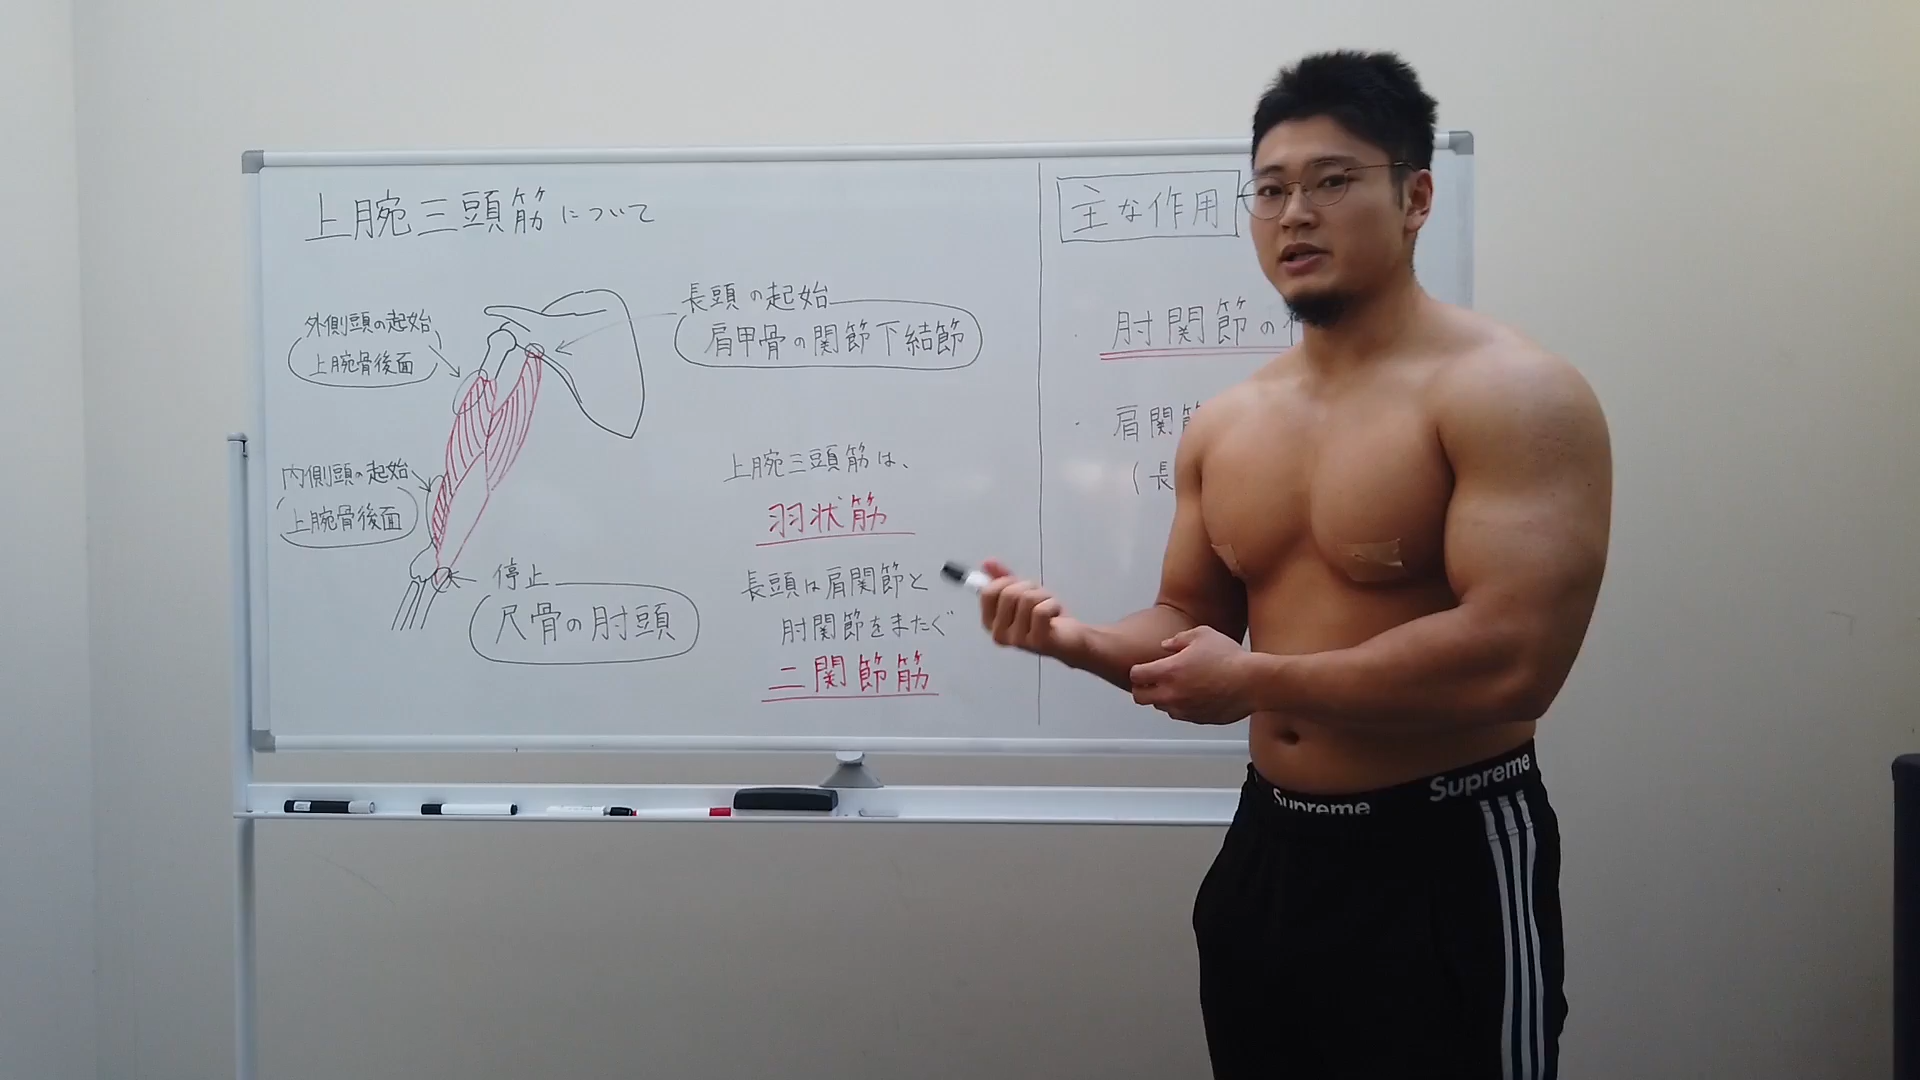 上腕三頭筋について
外側頭の起始
上腕骨後面
長頭の起始
肩甲骨の関節下結節
内側頭の起始
上腕骨後面
停止
尺骨の肘頭
上腕三頭筋は、
羽状筋
長頭は肩関節と
肘関節をまたぐ
二関節筋
主な作用
・肘関節の
・肩関節
(長
Supreme
Supreme